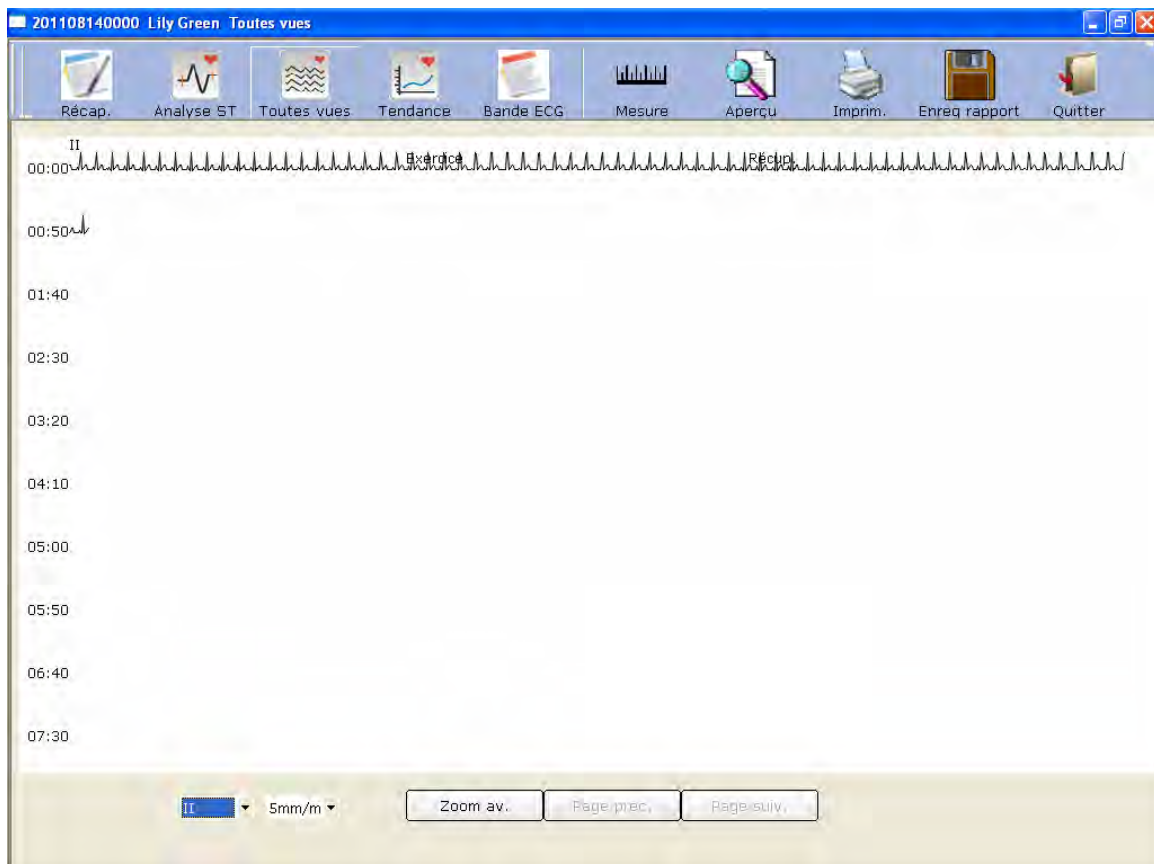 201108140000 Lily Green Toutes vues
Récap. Analyse ST Toutes vues Tendance Bande ECG Mesure Aperçu Imprim. Enreg rapport Quitter
II
00:00 Exercice Récup.
00:50
01:40
02:30
03:20
04:10
05:00
05:50
06:40
07:30
II 5mm/m Zoom av. Page préc. Page suiv.